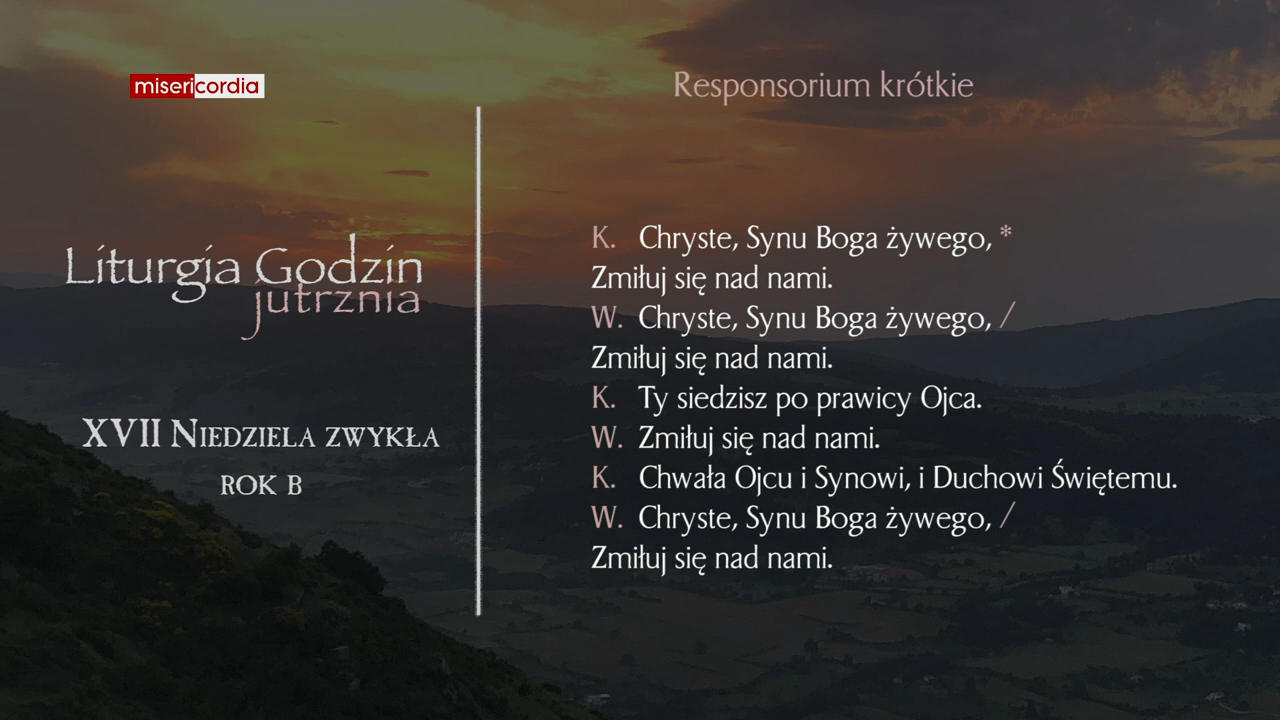 misericordia
Liturgia Godzin
jutrznia
XVII Niedziela zwykła
rok B
Responsorium krótkie
K. Chryste, Synu Boga żywego, *
Zmiłuj się nad nami.
W. Chryste, Synu Boga żywego, /
Zmiłuj się nad nami.
K. Ty siedzisz po prawicy Ojca.
W. Zmiłuj się nad nami.
K. Chwała Ojcu i Synowi, i Duchowi Świętemu.
W. Chryste, Synu Boga żywego, /
Zmiłuj się nad nami.